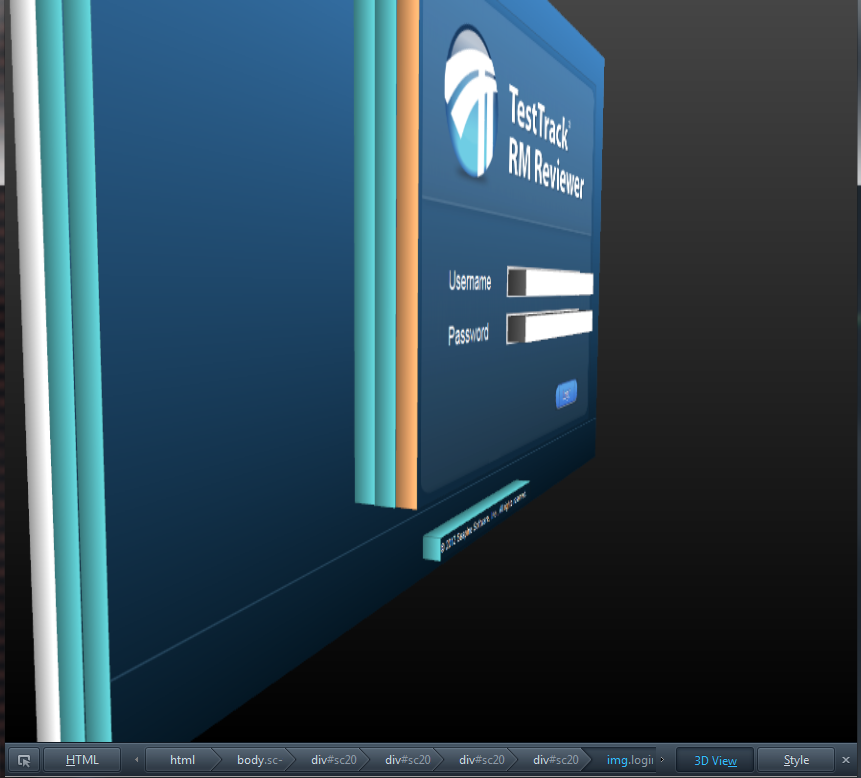 TestTrack
RM Reviewer
Username
Password
© 2012 Seapine Software, Inc. All rights reserved.
HTML
html
body.sc-
div#sc20
div#sc20
div#sc20
div#sc20
img.logii
3D View
Style
×